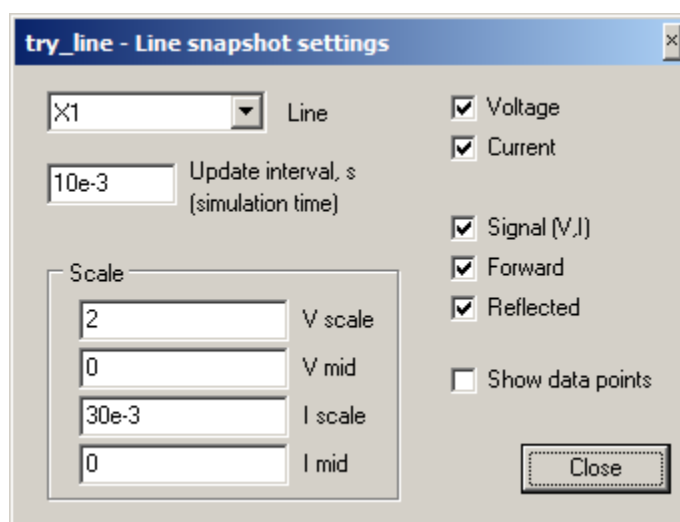 try_line - Line snapshot settings
X1 Line
10e-3 Update interval, s
(simulation time)
Scale
2 V scale
0 V mid
30e-3 I scale
0 I mid
Voltage
Current
Signal (V,I)
Forward
Reflected
Show data points
Close